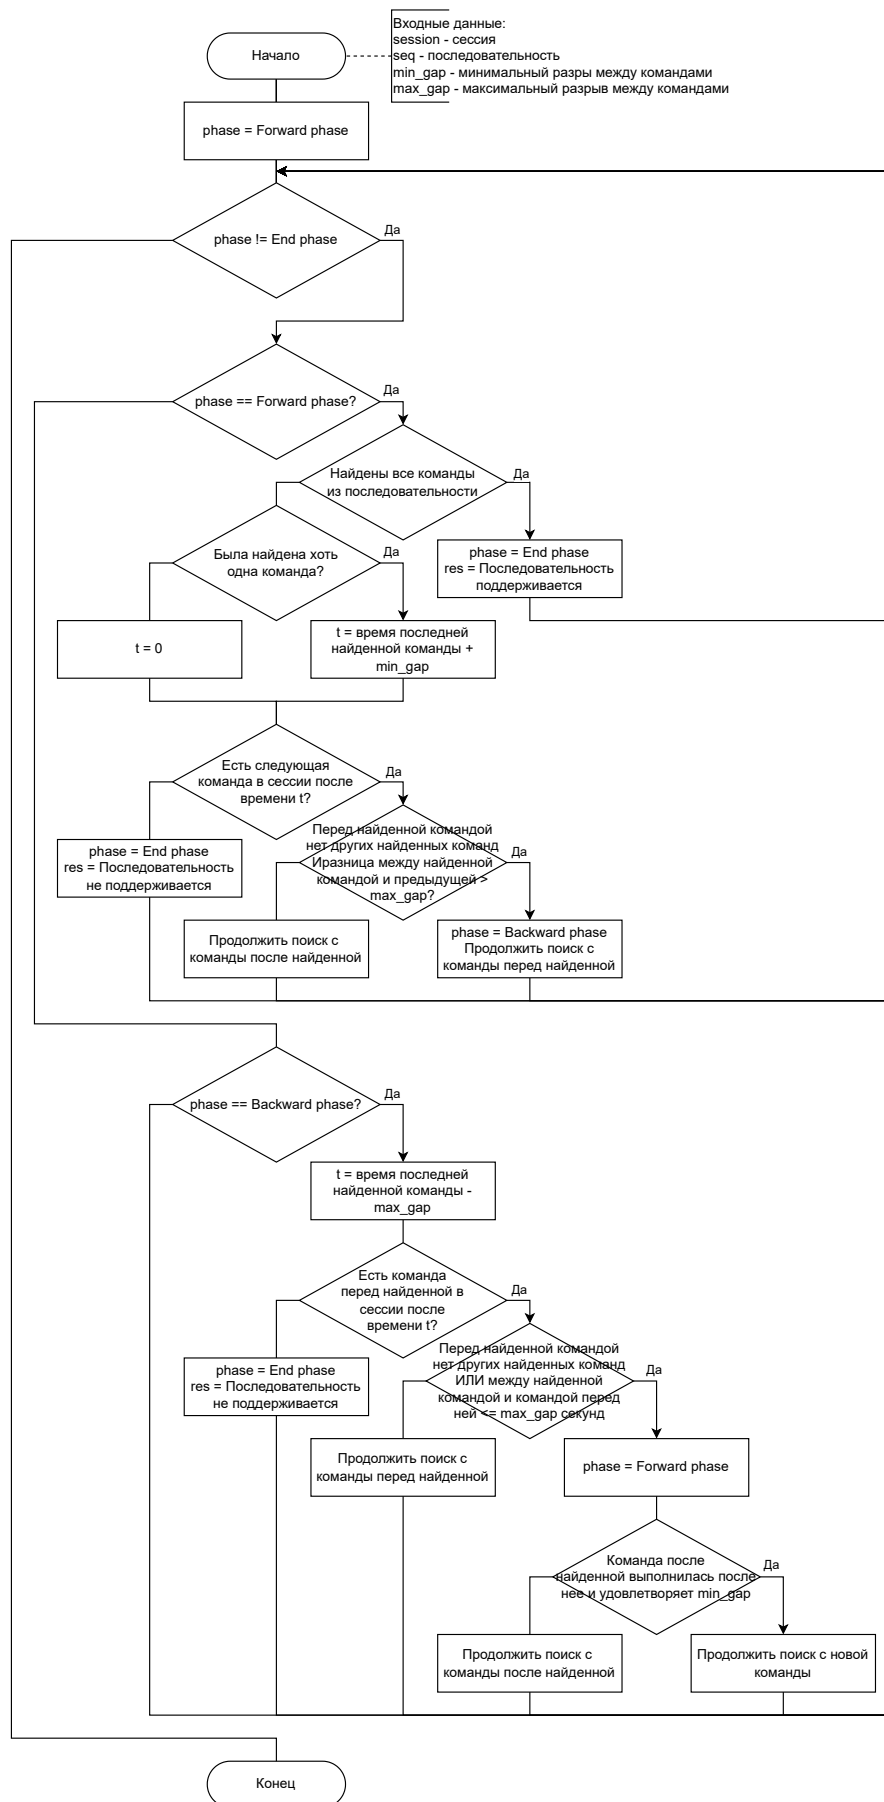 Входные данные:
session - сессия
seq - последовательность
min_gap - минимальный разры между командами
max_gap - максимальный разрыв между командами
Начало
phase = Forward phase
phase != End phase
Да
phase == Forward phase?
Да
Найдены все команды
из последовательности
Да
Была найдена хоть
одна команда?
Да
phase = End phase
res = Последовательность
поддерживается
t = 0
t = время последней
найденной команды +
min_gap
Есть следующая
команда в сессии после
времени t?
Да
Перед найденной командой
нет других найденных команд
Иразница между найденной
командой и предыдущей >
max_gap?
Да
phase = End phase
res = Последовательность
не поддерживается
Продолжить поиск с
команды после найденной
phase = Backward phase
Продолжить поиск с
команды перед найденной
phase == Backward phase?
Да
t = время последней
найденной команды -
max_gap
Есть команда
перед найденной в
сессии после
времени t?
Да
Перед найденной командой
нет других найденных команд
ИЛИ между найденной
командой и командой перед
ней <= max_gap секунд
Да
phase = End phase
res = Последовательность
не поддерживается
Продолжить поиск с
команды перед найденной
phase = Forward phase
Команда после
найденной выполнилась после
нее и удовлетворяет min_gap
Да
Продолжить поиск с
команды после найденной
Продолжить поиск с новой
команды
Конец